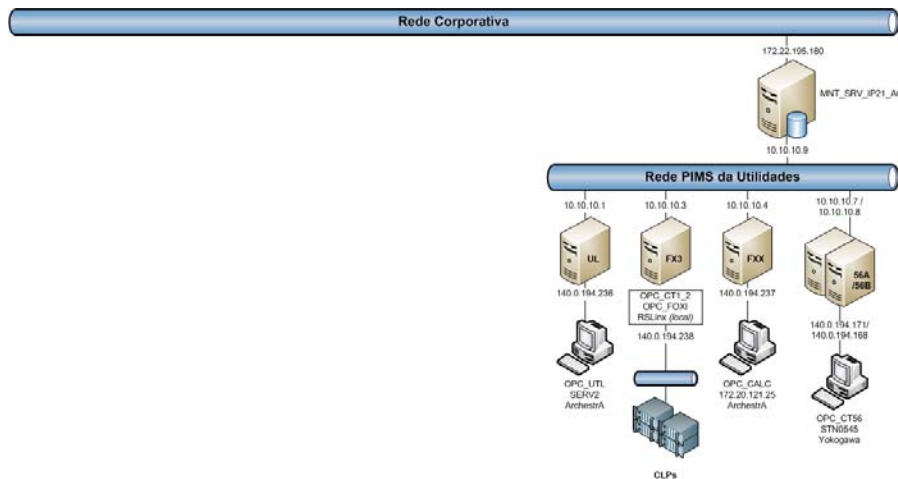 Rede Corporativa
172.22.195.180
10.10.10.9
Rede PIMS da Utilidades
10.10.10.1
10.10.10.3
10.10.10.4
10.10.10.7 /
10.10.10.8
UL
FX3
FXX
56A
/56B
140.0.194.236
OPC_CT1_2
OPC_FOXI
RSLinx (local)
140.0.194.237
140.0.194.238
140.0.194.171/
140.0.194.168
OPC_UTL
SERV2
ArchestrA
OPC_CALC
172.20.121.25
ArchestrA
OPC_CT56
STN0545
Yokogawa
CLPs